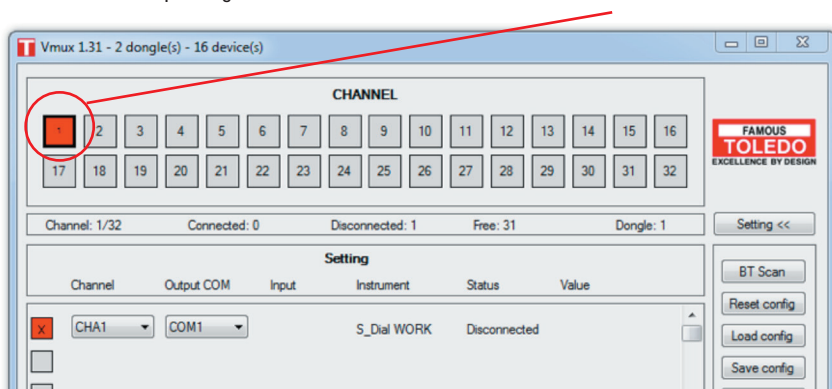 Vmux 1.31 - 2 dongle(s) - 16 device(s)
CHANNEL
1 2 3 4 5 6 7 8 9 10 11 12 13 14 15 16
17 18 19 20 21 22 23 24 25 26 27 28 29 30 31 32
FAMOUS
TOLEDO
EXCELLENCE BY DESIGN
Channel: 1/32 Connected: 0 Disconnected: 1 Free: 31 Dongle: 1
Setting <<
Setting
Channel Output COM Input Instrument Status Value
X CHA1 COM1 S_Dial WORK Disconnected
BT Scan
Reset config
Load config
Save config